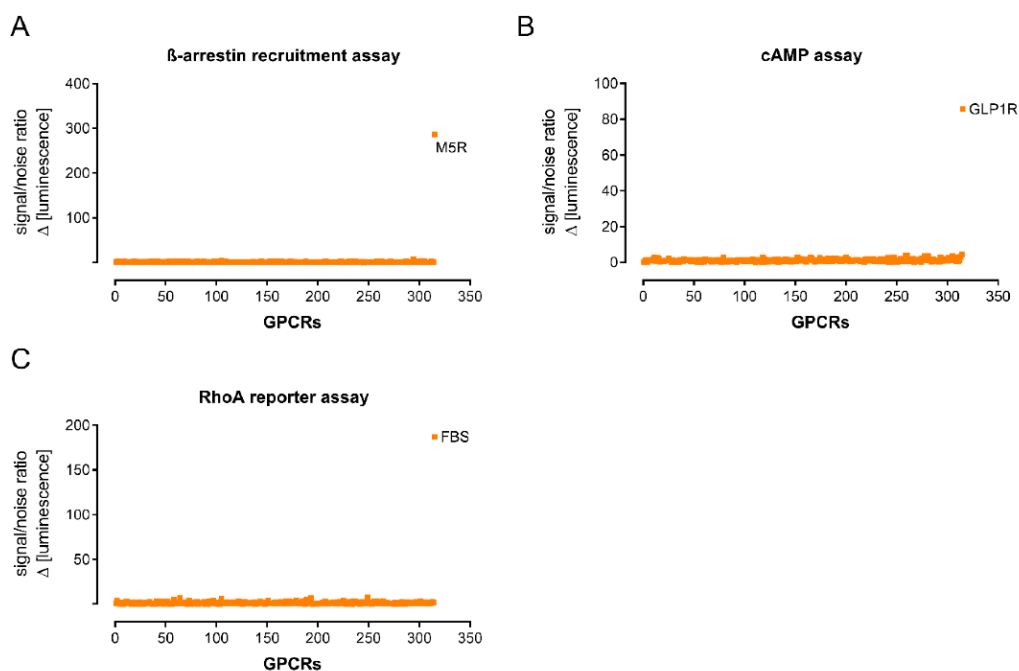 A
ß-arrestin recruitment assay
signal/noise ratio
Δ [luminescence]
400
300
200
100
M5R
0
50
100
150
200
250
300
350
GPCRs
B
cAMP assay
signal/noise ratio
Δ [luminescence]
100
80
60
40
20
0
GLP1R
0
50
100
150
200
250
300
350
GPCRs
C
RhoA reporter assay
signal/noise ratio
Δ [luminescence]
200
150
100
50
FBS
0
50
100
150
200
250
300
350
GPCRs